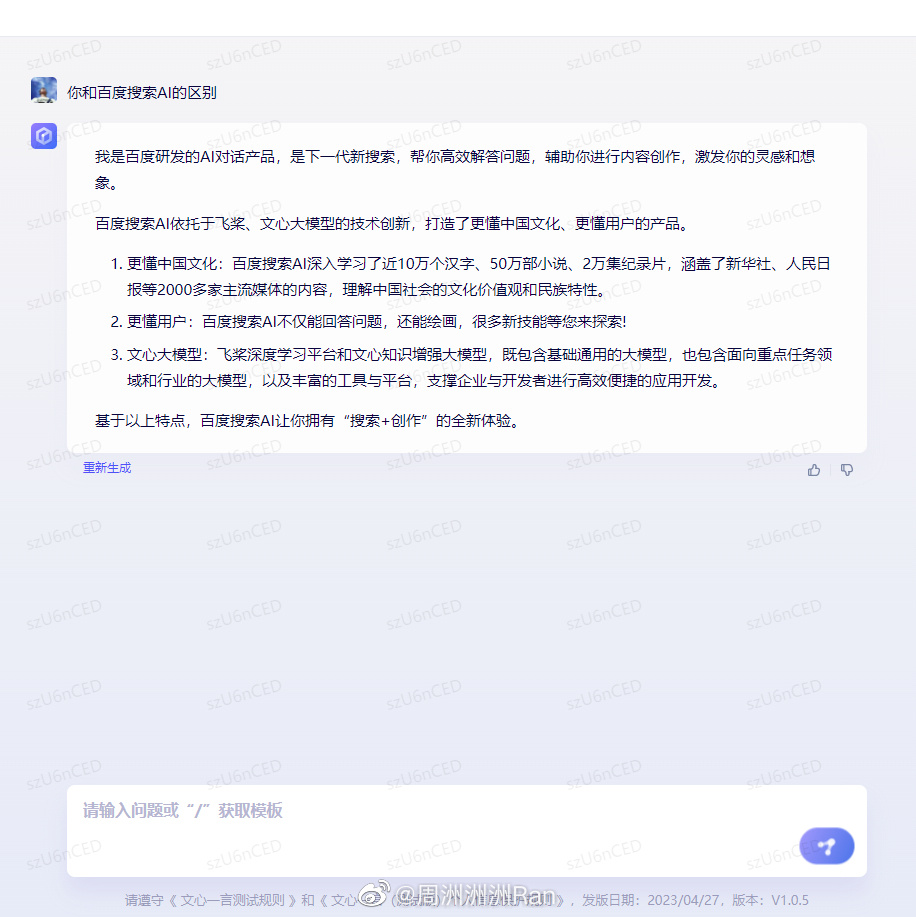 你和百度搜索AI的区别
我是百度研发的AI对话产品，是下一代新搜索，帮你高效解答问题，辅助你进行内容创作，激发你的灵感和想
象。
百度搜索AI依托于飞桨、文心大模型的技术创新，打造了更懂中国文化、更懂用户的产品。
1. 更懂中国文化：百度搜索AI深入学习了近10万个汉字、50万部小说、2万集纪录片，涵盖了新华社、人民日
报等2000多家主流媒体的内容，理解中国社会的文化价值观和民族特性。
2. 更懂用户：百度搜索AI不仅能回答问题，还能绘画，很多新技能等您来探索!
3. 文心大模型：飞桨深度学习平台和文心知识增强大模型，既包含基础通用的大模型，也包含面向重点任务领
域和行业的大模型，以及丰富的工具与平台，支撑企业与开发者进行高效便捷的应用开发。
基于以上特点，百度搜索AI让你拥有“搜索+创作”的全新体验。
重新生成
请输入问题或“/”获取模板
请遵守《 文心一言测试规则 》和《 文心 》，发版日期：2023/04/27，版本：V1.0.5
@周洲洲洲Ran
szU6nCED